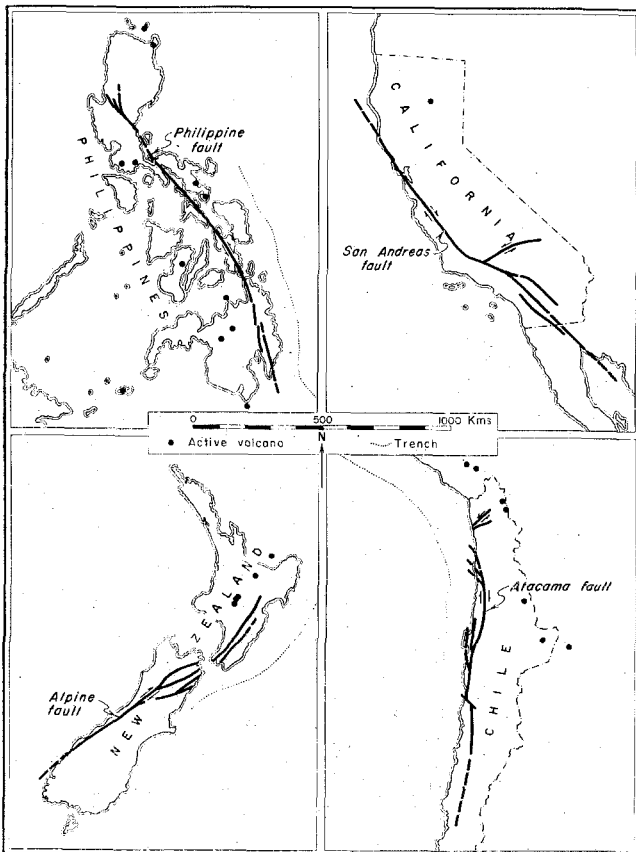 PHILIPPINES
Philippine
fault
CALIFORNIA
San Andreas
fault
0 500 1000 Kms
Active volcano
N
Trench
NEW ZEALAND
Alpine
fault
Atacama fault
CHILE